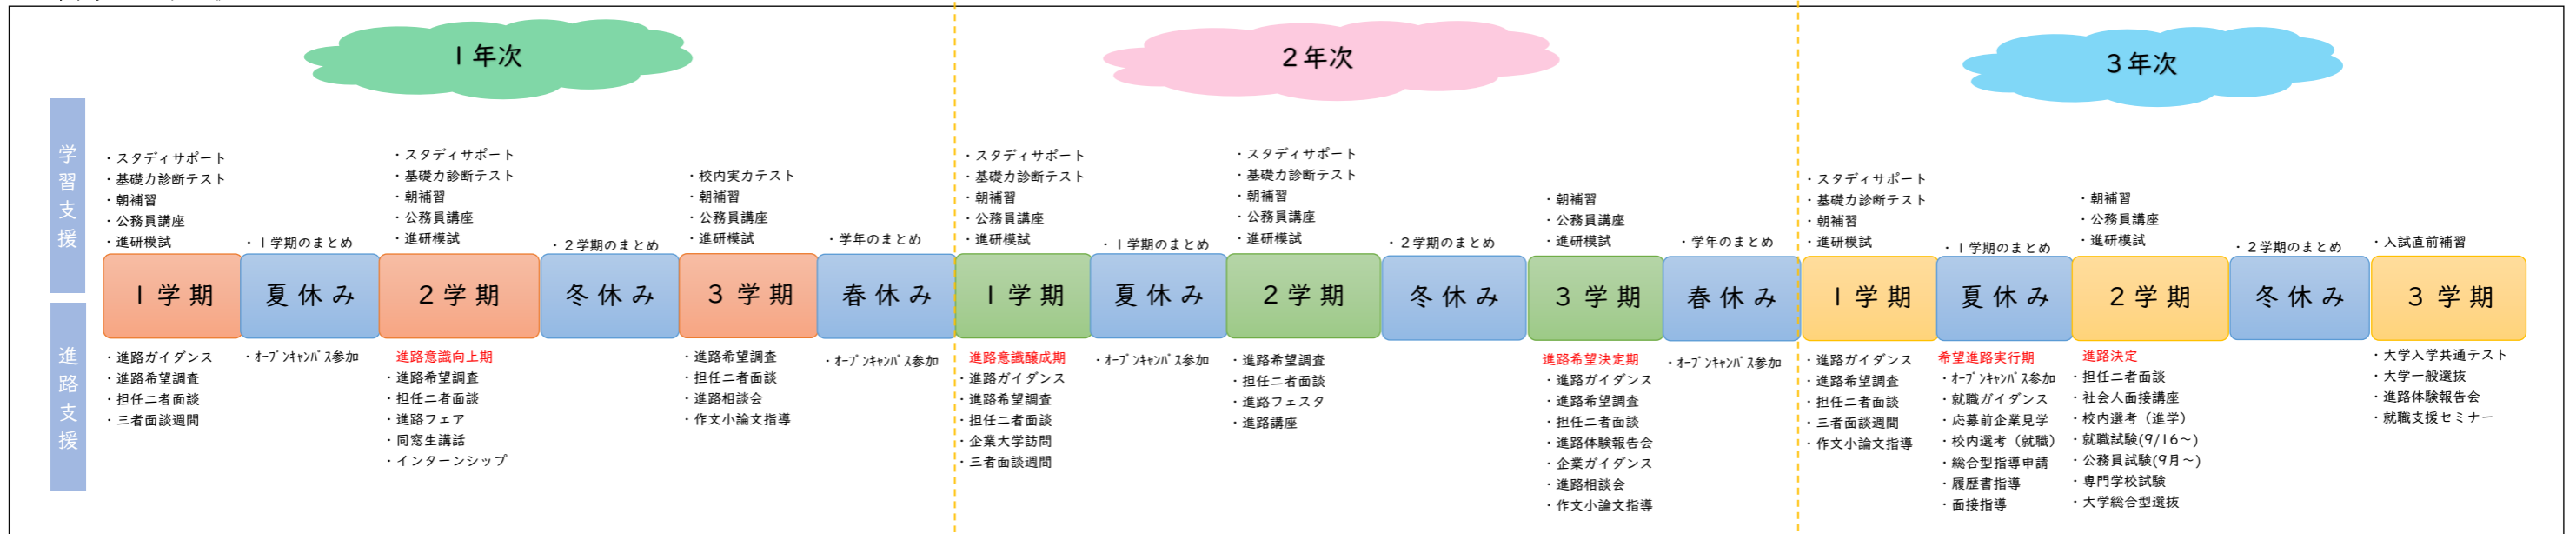 1年次
2年次
3年次
学習支援
・スタディサポート
・基礎力診断テスト
・朝補習
・公務員講座
・進研模試
・1学期のまとめ
・スタディサポート
・基礎力診断テスト
・朝補習
・公務員講座
・進研模試
・2学期のまとめ
・校内実力テスト
・朝補習
・公務員講座
・進研模試
・学年のまとめ
・スタディサポート
・基礎力診断テスト
・朝補習
・公務員講座
・進研模試
・1学期のまとめ
・スタディサポート
・基礎力診断テスト
・朝補習
・公務員講座
・進研模試
・2学期のまとめ
・朝補習
・公務員講座
・進研模試
・学年のまとめ
・スタディサポート
・基礎力診断テスト
・朝補習
・進研模試
・1学期のまとめ
・朝補習
・公務員講座
・進研模試
・2学期のまとめ
・入試直前補習
1学期
夏休み
2学期
冬休み
3学期
春休み
1学期
夏休み
2学期
冬休み
3学期
春休み
1学期
夏休み
2学期
冬休み
3学期
進路支援
・進路ガイダンス
・進路希望調査
・担任二者面談
・三者面談週間
・ｵｰﾌﾟﾝｷｬﾝﾊﾟｽ参加
進路意識向上期
・進路希望調査
・担任二者面談
・進路フェア
・同窓生講話
・インターンシップ
・進路希望調査
・担任二者面談
・進路相談会
・作文小論文指導
・ｵｰﾌﾟﾝｷｬﾝﾊﾟｽ参加
進路意識醸成期
・進路ガイダンス
・進路希望調査
・担任二者面談
・企業大学訪問
・三者面談週間
・ｵｰﾌﾟﾝｷｬﾝﾊﾟｽ参加
・進路希望調査
・担任二者面談
・進路フェスタ
・進路講座
進路希望決定期
・進路ガイダンス
・進路希望調査
・担任二者面談
・進路体験報告会
・企業ガイダンス
・進路相談会
・作文小論文指導
・ｵｰﾌﾟﾝｷｬﾝﾊﾟｽ参加
・進路ガイダンス
・進路希望調査
・担任二者面談
・三者面談週間
・作文小論文指導
希望進路実行期
・ｵｰﾌﾟﾝｷｬﾝﾊﾟｽ参加
・就職ガイダンス
・応募前企業見学
・校内選考（就職）
・総合型指導申請
・履歴書指導
・面接指導
進路決定
・担任二者面談
・社会人面接講座
・校内選考（進学）
・就職試験(9/16～)
・公務員試験(9月～)
・専門学校試験
・大学総合型選抜
・大学入学共通テスト
・大学一般選抜
・進路体験報告会
・就職支援セミナー